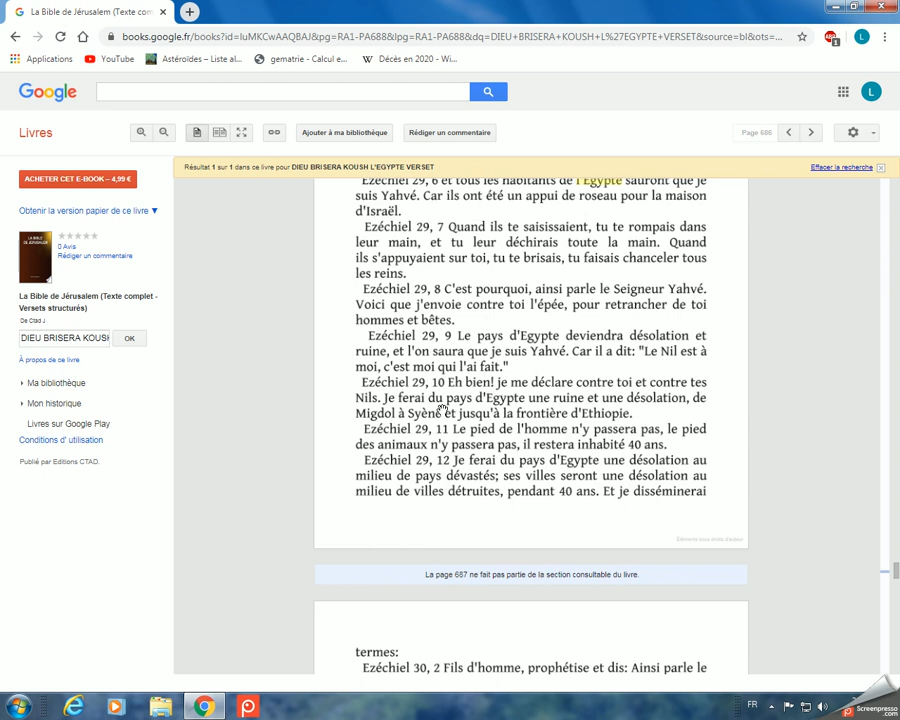 La Bible de Jérusalem (Texte com
books.google.fr/books?id=luMKCwAAQBAJ&pg=RA1-PA688&lpg=RA1-PA688&dq=DIEU+BRISERA+KOUSH+L%27EGYPTE+VERSET&source=bl&ots=...
L
Applications
YouTube
Astéroïdes – Liste al...
gematrie - Calcul e...
W Décès en 2020 — Wi...
Google
L
Livres
Ajouter à ma bibliothèque
Rédiger un commentaire
Page 686
Résultat 1 sur 1 dans ce livre pour DIEU BRISERA KOUSH L'EGYPTE VERSET
Effacer la recherche
ACHETER CET E-BOOK – 4,99 €
Obtenir la version papier de ce livre ▼
0 Avis
Rédiger un commentaire
La Bible de Jérusalem (Texte complet -
Versets structurés)
De Ctad J
DIEU BRISERA KOUSH
OK
À propos de ce livre
Ma bibliothèque
Mon historique
Livres sur Google Play
Conditions d' utilisation
Publié par Editions CTAD.
Ezéchiel 29, 6 et tous les habitants de l'Egypte sauront que je
suis Yahvé. Car ils ont été un appui de roseau pour la maison
d'Israël.
Ezéchiel 29, 7 Quand ils te saisissaient, tu te rompais dans
leur main, et tu leur déchirais toute la main. Quand
ils s'appuyaient sur toi, tu te brisais, tu faisais chanceler tous
les reins.
Ezéchiel 29, 8 C'est pourquoi, ainsi parle le Seigneur Yahvé.
Voici que j'envoie contre toi l'épée, pour retrancher de toi
hommes et bêtes.
Ezéchiel 29, 9 Le pays d'Egypte deviendra désolation et
ruine, et l'on saura que je suis Yahvé. Car il a dit: "Le Nil est à
moi, c'est moi qui l'ai fait."
Ezéchiel 29, 10 Eh bien! je me déclare contre toi et contre tes
Nils. Je ferai du pays d'Egypte une ruine et une désolation, de
Migdol à Syène et jusqu'à la frontière d'Ethiopie.
Ezéchiel 29, 11 Le pied de l'homme n'y passera pas, le pied
des animaux n'y passera pas, il restera inhabité 40 ans.
Ezéchiel 29, 12 Je ferai du pays d'Egypte une désolation au
milieu de pays dévastés; ses villes seront une désolation au
milieu de villes détruites, pendant 40 ans. Et je disséminerai
Éléments sous droits d'auteur
La page 687 ne fait pas partie de la section consultable du livre.
termes:
Ezéchiel 30, 2 Fils d'homme, prophétise et dis: Ainsi parle le
FR
Screenpresso
.com